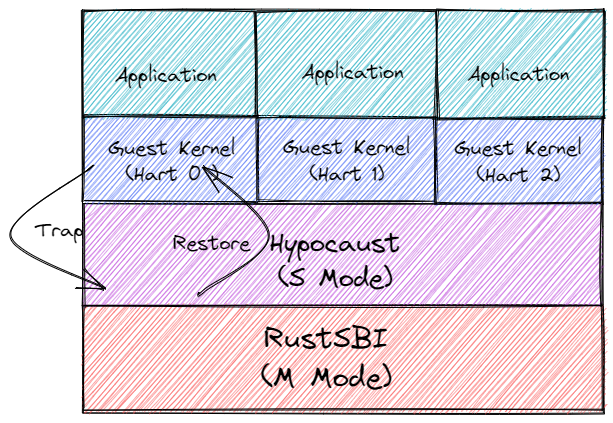 Application
Application
Application
Guest Kernel
(Hart 0)
Guest Kernel
(Hart 1)
Guest Kernel
(Hart 2)
Trap
Restore
Hypocaust
(S Mode)
RustSBI
(M Mode)